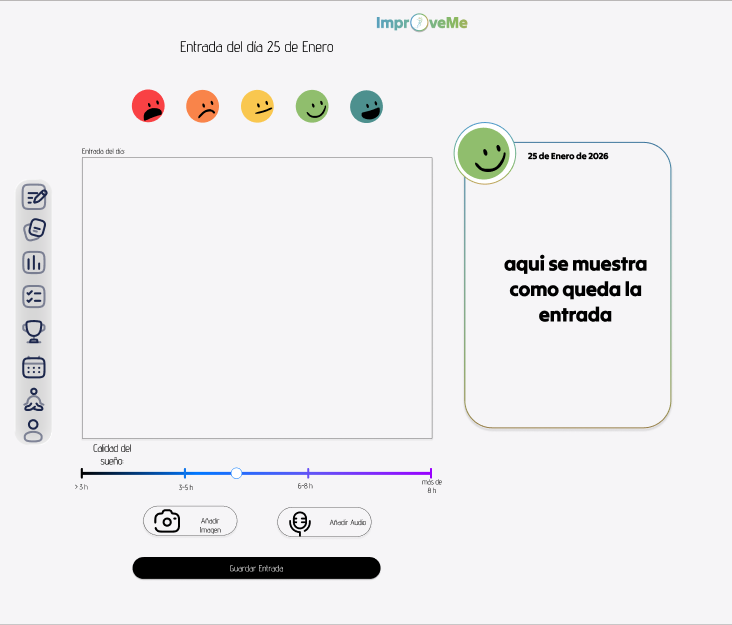 ImproveMe
Entrada del día 25 de Enero
Entrada del día
25 de Enero de 2026
aqui se muestra
como queda la
entrada
Calidad del
sueño
>3 h
3-5 h
6-8 h
más de
8 h
Añadir
Imagen
Añadir Audio
Guardar Entrada